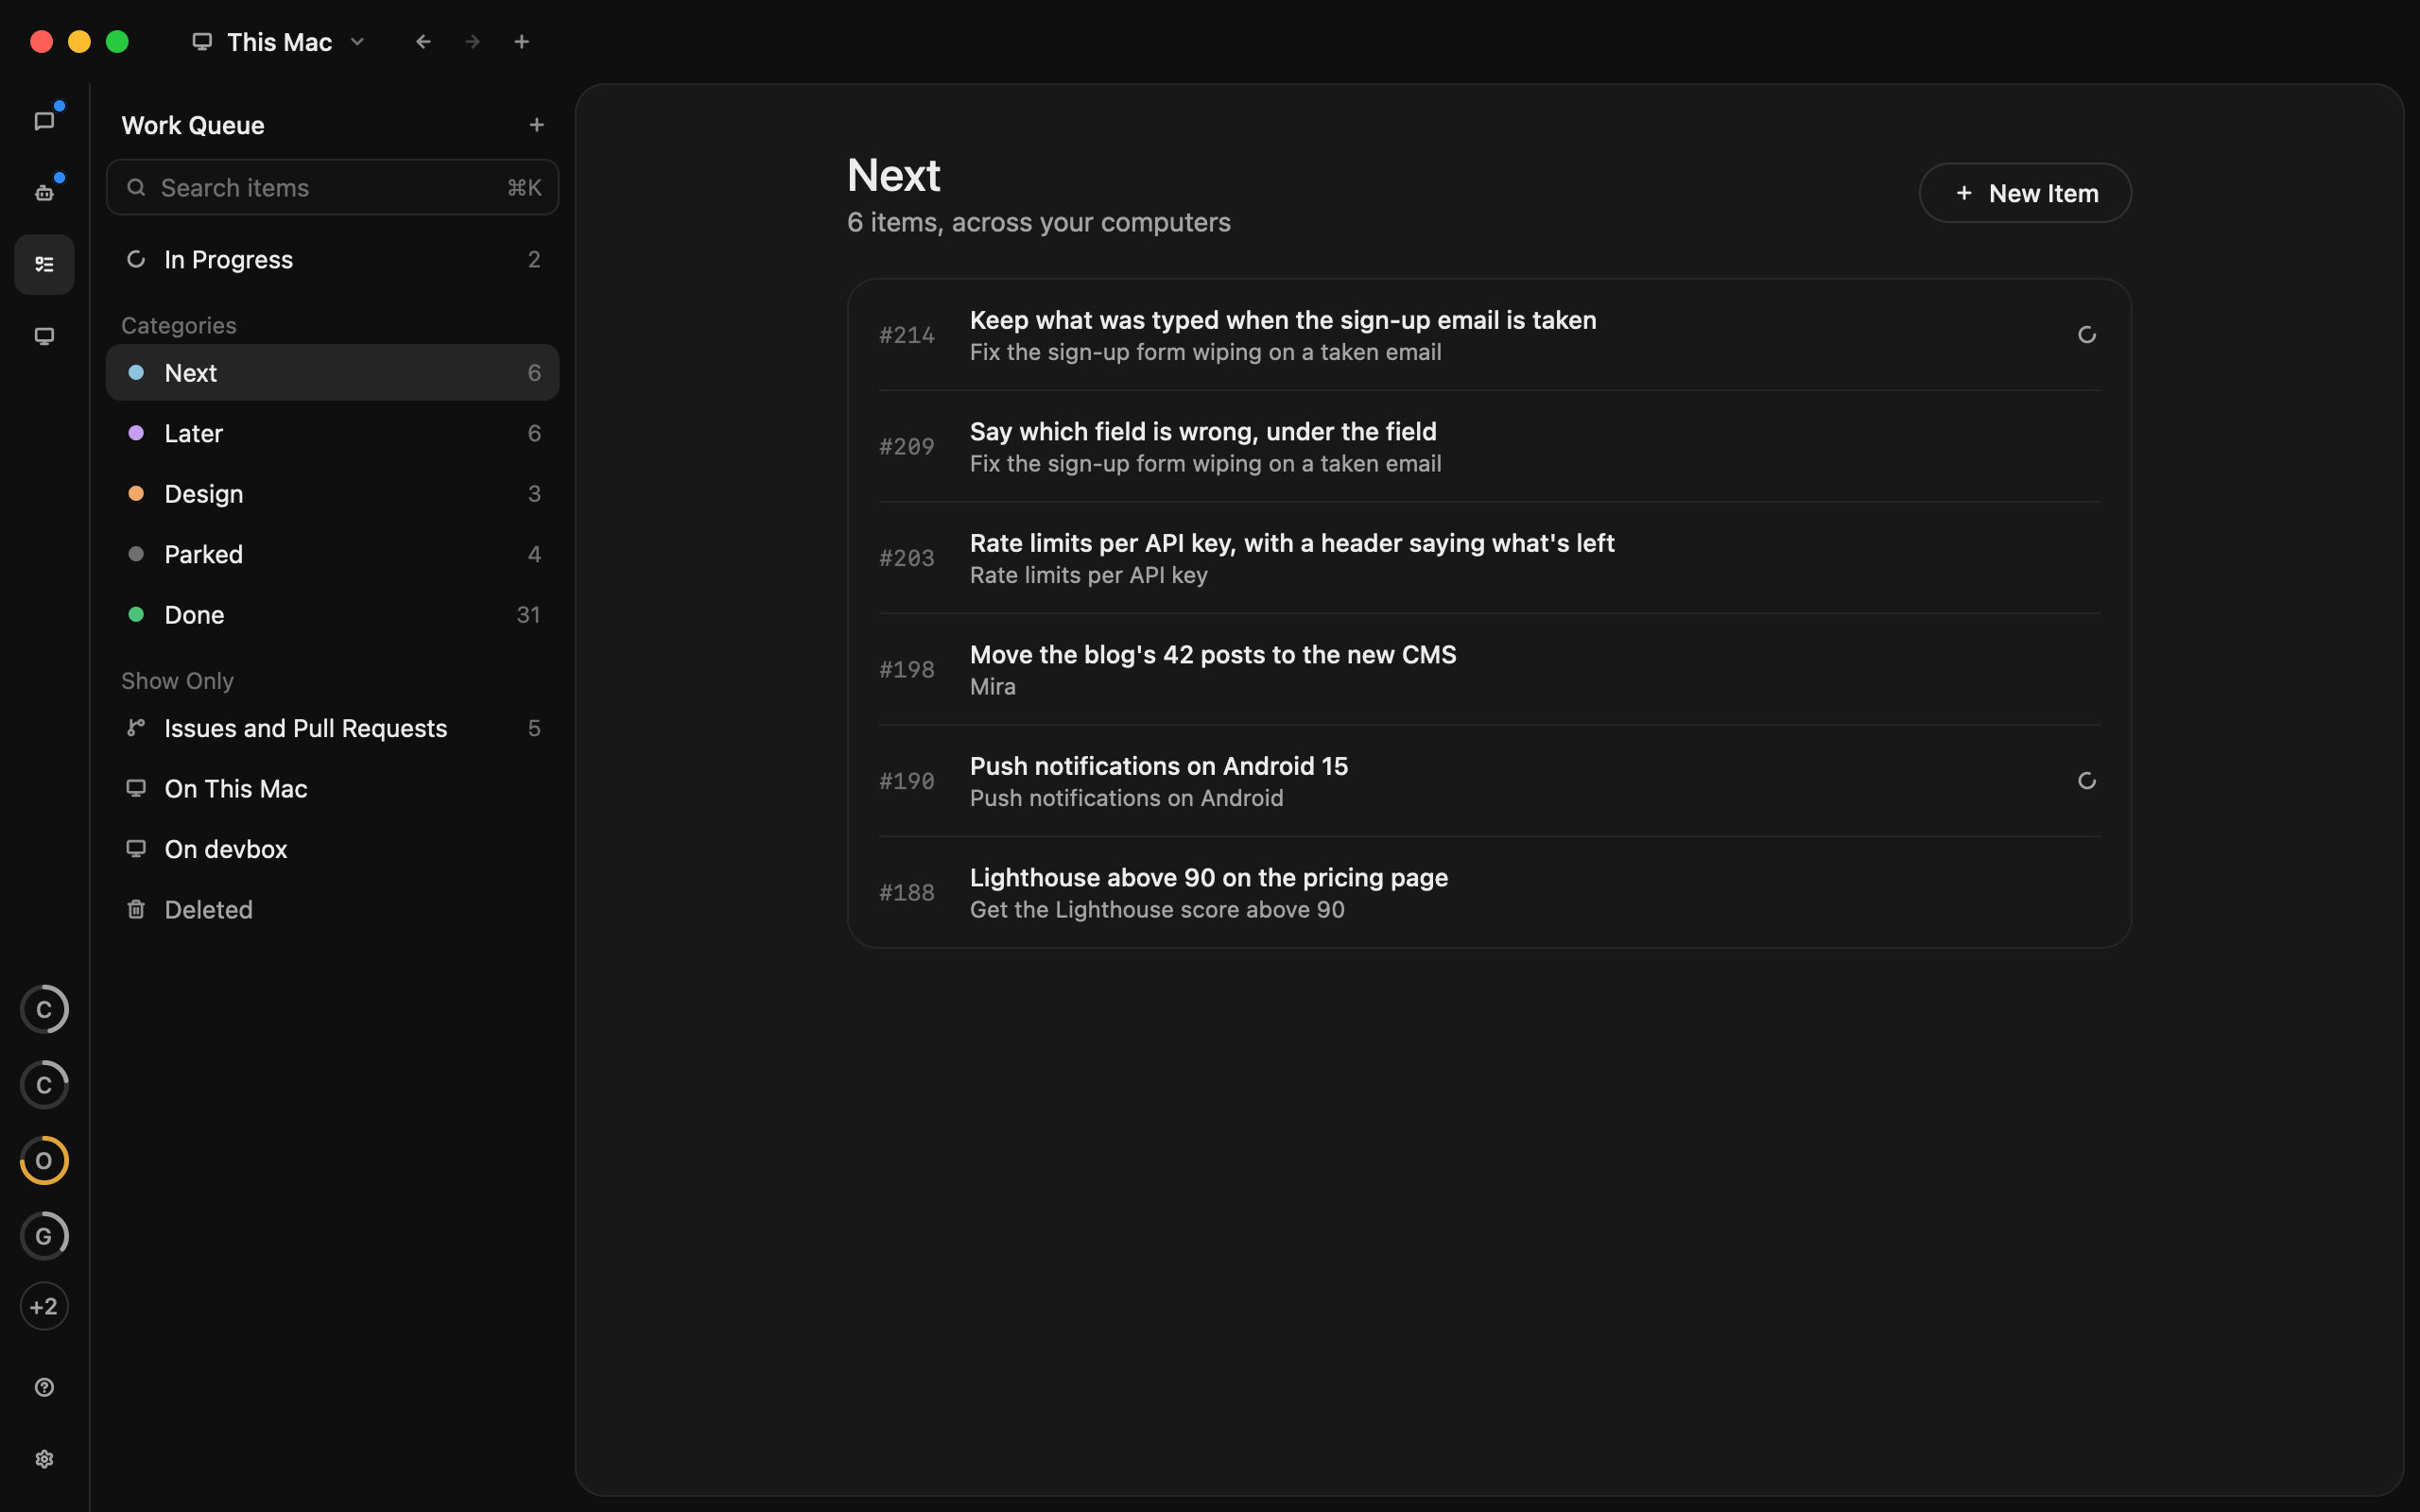 This Mac
Work Queue
Search items ⌘K
In Progress 2
Categories
Next 6
Later 6
Design 3
Parked 4
Done 31
Show Only
Issues and Pull Requests 5
On This Mac
On devbox
Deleted
C
C
O
G
+2
Next
6 items, across your computers
New Item
#214
Keep what was typed when the sign-up email is taken
Fix the sign-up form wiping on a taken email
#209
Say which field is wrong, under the field
Fix the sign-up form wiping on a taken email
#203
Rate limits per API key, with a header saying what's left
Rate limits per API key
#198
Move the blog's 42 posts to the new CMS
Mira
#190
Push notifications on Android 15
Push notifications on Android
#188
Lighthouse above 90 on the pricing page
Get the Lighthouse score above 90